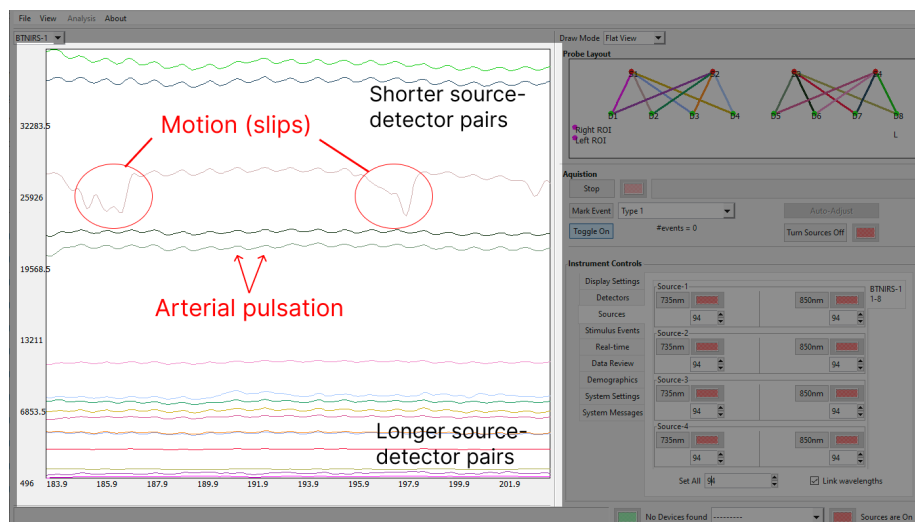 File View Analysis About
BTNIRS-1
Draw Mode Flat View
Probe Layout
D1 D2 D3 D4 D5 D6 D7 D8
Right ROI
Left ROI
L
Shorter source-
detector pairs
Motion (slips)
Arterial pulsation
Longer source-
detector pairs
32283.5
25926
19568.5
13211
6853.5
496
183.9 185.9 187.9 189.9 191.9 193.9 195.9 197.9 199.9 201.9
Aquistion
Stop
Mark Event Type 1 Auto-Adjust
Toggle On #events = 0 Turn Sources Off
Instrument Controls
Display Settings
Detectors
Sources
Stimulus Events
Real-time
Data Review
Demographics
System Settings
System Messages
Source-1
735nm 850nm
94 94
Source-2
735nm 850nm
94 94
Source-3
735nm 850nm
94 94
Source-4
735nm 850nm
94 94
BTNIRS-1
1-8
Set All 94 Link wavelengths
No Devices found --------- Sources are On